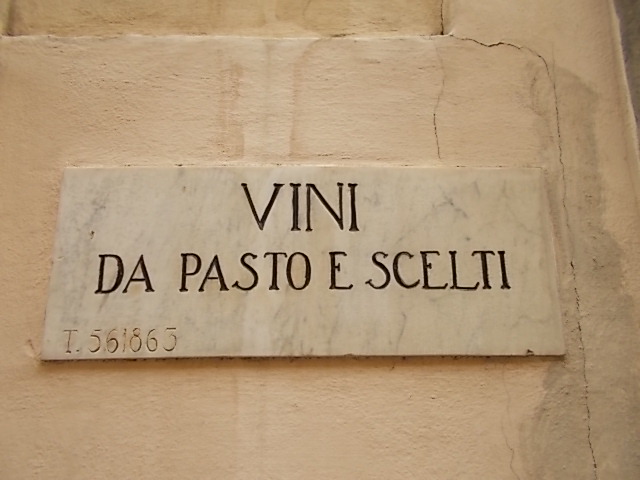 VINI
DA PASTO E SCELTI
T. 561863